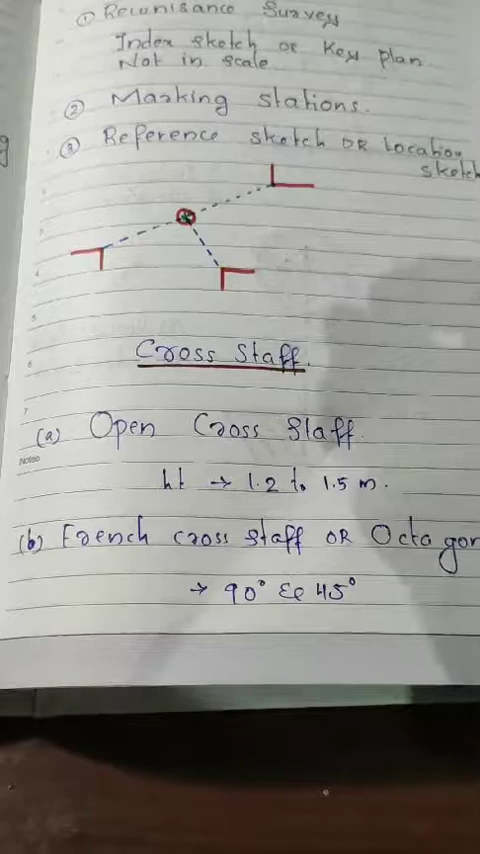 ① Reconisance Survey
Index sketch or Key plan
Not in scale
② Marking stations.
③ Reference sketch OR Location
sketch
Cross Staff.
(a) Open Cross Staff.
Notes
ht → 1.2 to 1.5 m.
(b) French cross staff OR Octagon
→ 90° & 45°